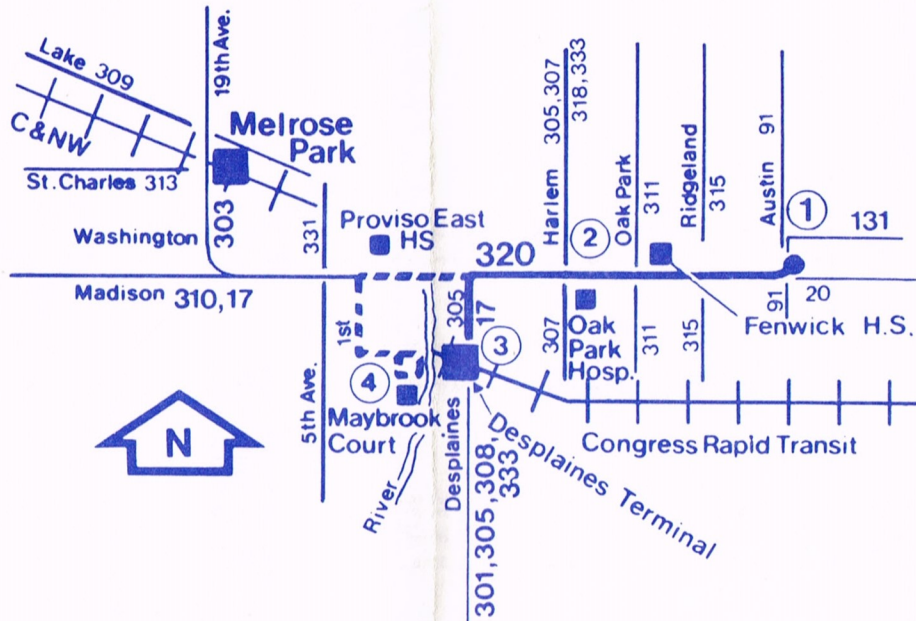 Lake 309
C&NW
St. Charles 313
19th Ave.
Melrose
Park
303
Washington
Madison 310,17
331
5th Ave.
Proviso East
HS
1st
4
Maybrook
Court
River
N
320
305
17
3
Desplaines
301,305,308,
333
Desplaines Terminal
Congress Rapid Transit
Harlem 305,307
318,333
2
Oak Park
311
Ridgeland
315
Austin 91
1
131
91
20
Fenwick H.S.
307
Oak
Park
Hosp.
311
315